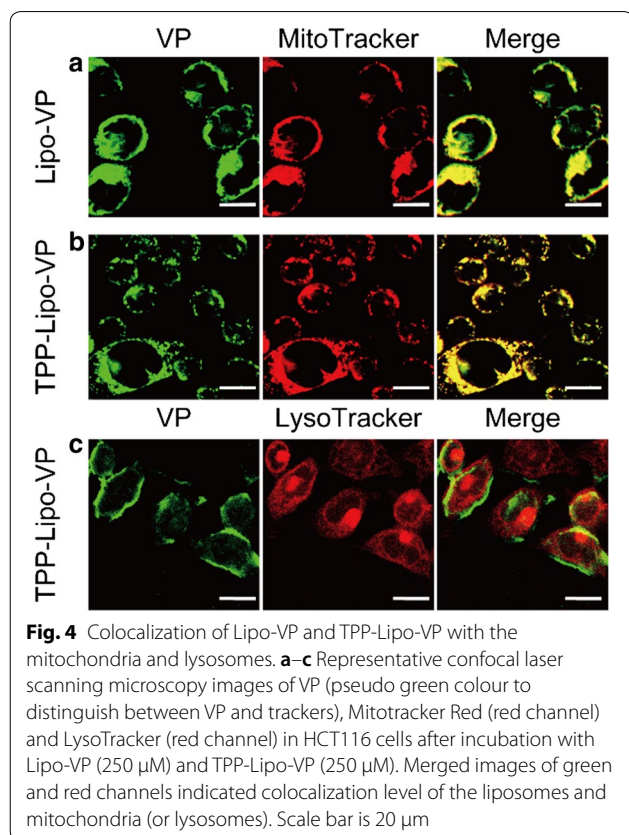 VP MitoTracker Merge
a
Lipo-VP
b
TPP-Lipo-VP
VP LysoTracker Merge
c
TPP-Lipo-VP
Fig. 4 Colocalization of Lipo-VP and TPP-Lipo-VP with the
mitochondria and lysosomes. a–c Representative confocal laser
scanning microscopy images of VP (pseudo green colour to
distinguish between VP and trackers), Mitotracker Red (red channel)
and LysoTracker (red channel) in HCT116 cells after incubation with
Lipo-VP (250 μM) and TPP-Lipo-VP (250 μM). Merged images of green
and red channels indicated colocalization level of the liposomes and
mitochondria (or lysosomes). Scale bar is 20 μm